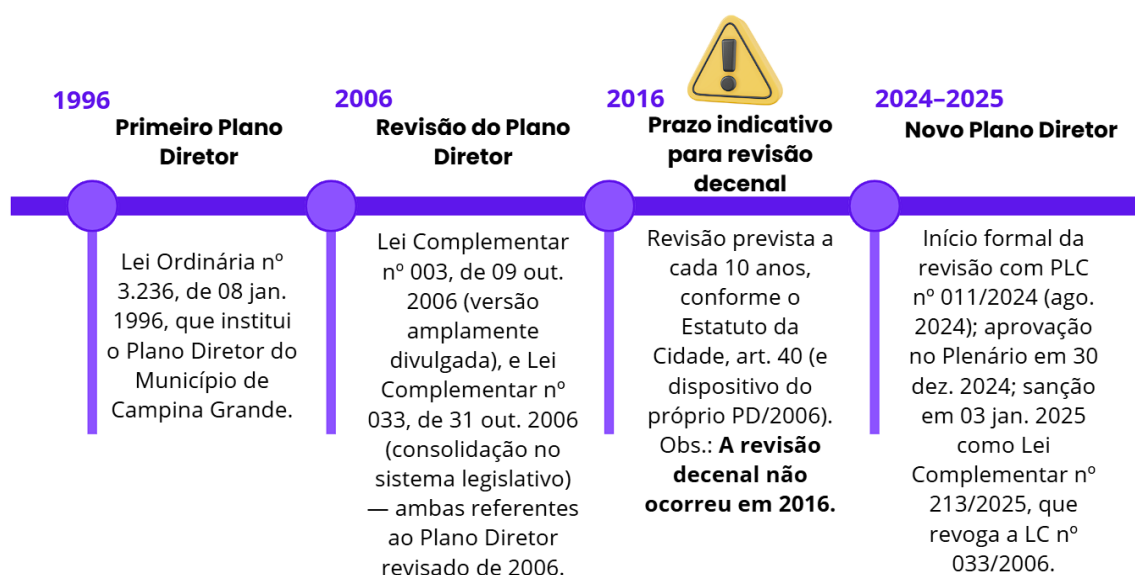 1996
Primeiro Plano
Diretor
Lei Ordinária nº
3.236, de 08 jan.
1996, que institui
o Plano Diretor do
Município de
Campina Grande.
2006
Revisão do Plano
Diretor
Lei Complementar
nº 003, de 09 out.
2006 (versão
amplamente
divulgada), e Lei
Complementar nº
033, de 31 out. 2006
(consolidação no
sistema legislativo)
— ambas referentes
ao Plano Diretor
revisado de 2006.
2016
Prazo indicativo
para revisão
decenal
Revisão prevista a
cada 10 anos,
conforme o
Estatuto da
Cidade, art. 40 (e
dispositivo do
próprio PD/2006).
Obs.: A revisão
decenal não
ocorreu em 2016.
2024–2025
Novo Plano Diretor
Início formal da
revisão com PLC
nº 011/2024 (ago.
2024); aprovação
no Plenário em 30
dez. 2024; sanção
em 03 jan. 2025
como Lei
Complementar nº
213/2025, que
revoga a LC nº
033/2006.